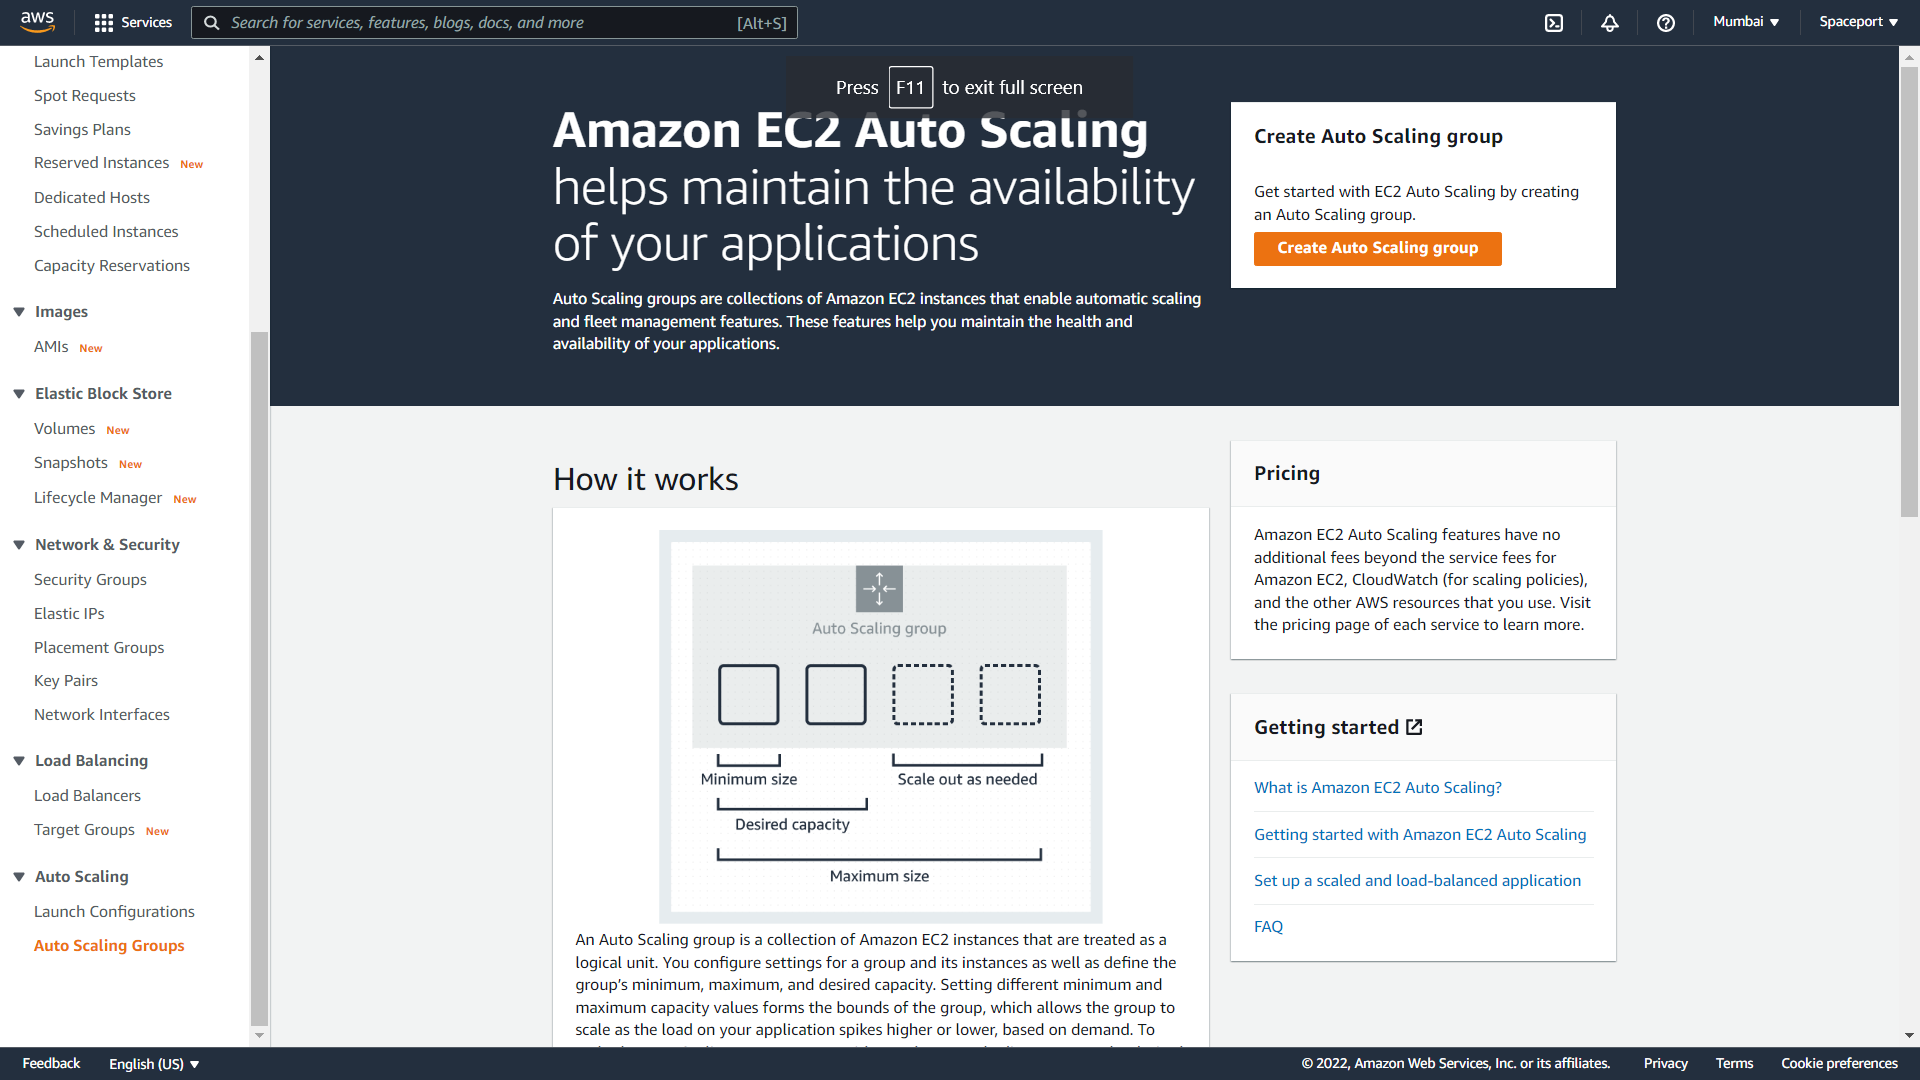 aws
Services
Search for services, features, blogs, docs, and more
[Alt+S]
Mumbai
Spaceport
Launch Templates
Spot Requests
Savings Plans
Reserved Instances New
Dedicated Hosts
Scheduled Instances
Capacity Reservations
Images
AMIs New
Elastic Block Store
Volumes New
Snapshots New
Lifecycle Manager New
Network & Security
Security Groups
Elastic IPs
Placement Groups
Key Pairs
Network Interfaces
Load Balancing
Load Balancers
Target Groups New
Auto Scaling
Launch Configurations
Auto Scaling Groups
Press F11 to exit full screen
Amazon EC2 Auto Scaling
helps maintain the availability
of your applications
Auto Scaling groups are collections of Amazon EC2 instances that enable automatic scaling
and fleet management features. These features help you maintain the health and
availability of your applications.
Create Auto Scaling group
Get started with EC2 Auto Scaling by creating
an Auto Scaling group.
Create Auto Scaling group
How it works
Auto Scaling group
Minimum size
Scale out as needed
Desired capacity
Maximum size
An Auto Scaling group is a collection of Amazon EC2 instances that are treated as a
logical unit. You configure settings for a group and its instances as well as define the
group's minimum, maximum, and desired capacity. Setting different minimum and
maximum capacity values forms the bounds of the group, which allows the group to
scale as the load on your application spikes higher or lower, based on demand. To
Pricing
Amazon EC2 Auto Scaling features have no
additional fees beyond the service fees for
Amazon EC2, CloudWatch (for scaling policies),
and the other AWS resources that you use. Visit
the pricing page of each service to learn more.
Getting started
What is Amazon EC2 Auto Scaling?
Getting started with Amazon EC2 Auto Scaling
Set up a scaled and load-balanced application
FAQ
Feedback
English (US)
© 2022, Amazon Web Services, Inc. or its affiliates.
Privacy
Terms
Cookie preferences